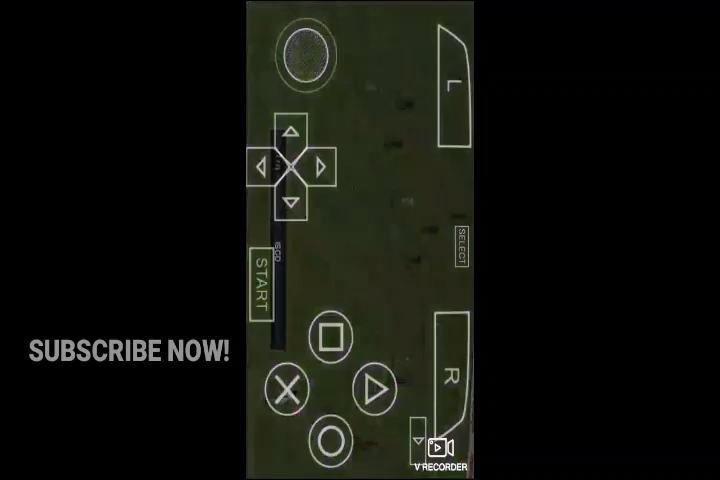 L
SELECT
START
SUBSCRIBE NOW!
R
V RECORDER